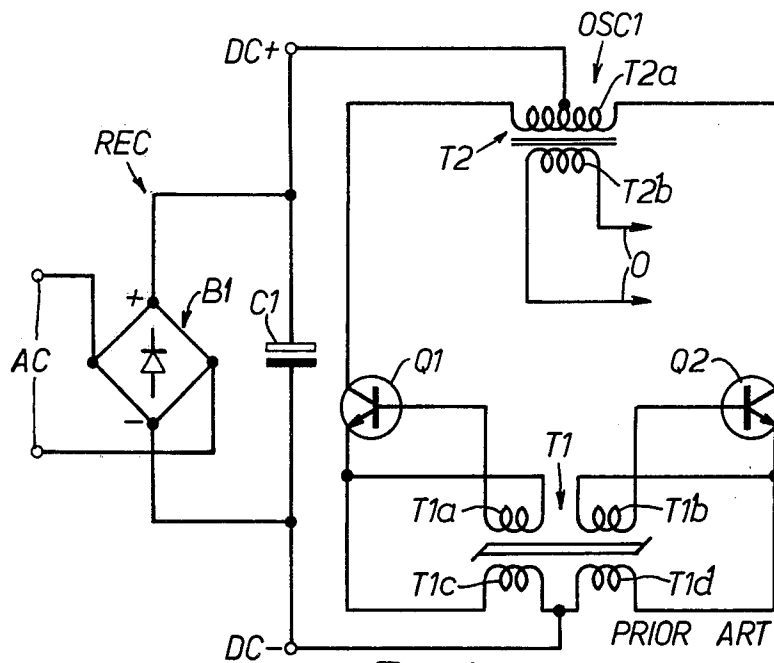 OSC1
DC+
T2a
REC
T2
T2b
+
B1
C1
O
AC
Q1
Q2
-
T1
T1a
T1b
T1c
T1d
PRIOR ART
DC-